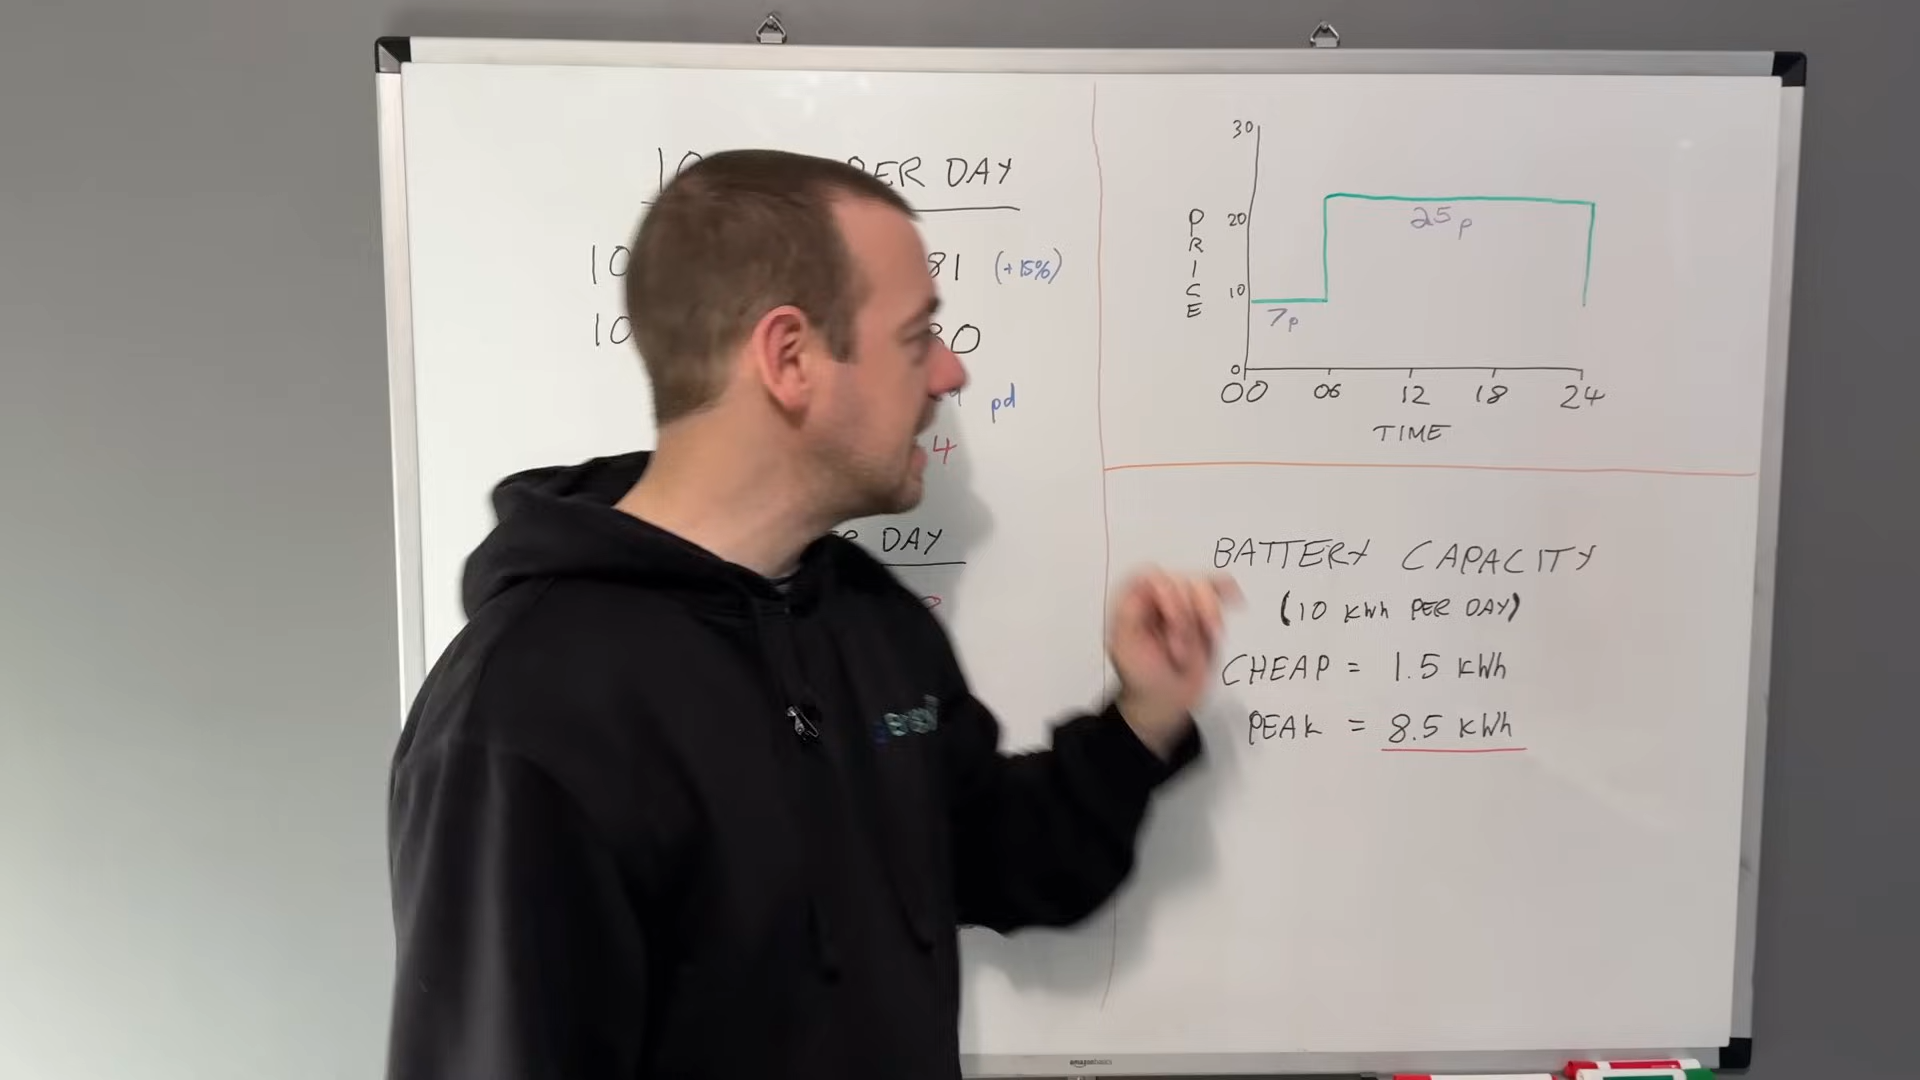 10 PER DAY
10 81 (+15%)
10 30
pd
4
DAY
30
20
10
0
PRICE
25p
7p
00 06 12 18 24
TIME
BATTERY CAPACITY
(10 kWh PER DAY)
CHEAP = 1.5 kWh
PEAK = 8.5 kWh
amazonbasics